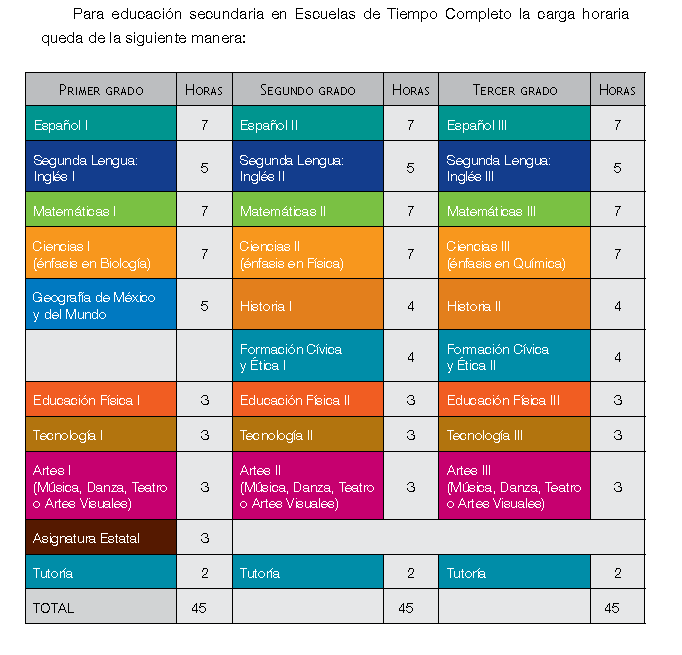 Para educación secundaria en Escuelas de Tiempo Completo la carga horaria
queda de la siguiente manera:
Primer grado Horas Segundo grado Horas Tercer grado Horas
Español I 7 Español II 7 Español III 7
Segunda Lengua:
Inglés I 5 Segunda Lengua:
Inglés II 5 Segunda Lengua:
Inglés III 5
Matemáticas I 7 Matemáticas II 7 Matemáticas III 7
Ciencias I
(énfasis en Biología) 7 Ciencias II
(énfasis en Física) 7 Ciencias III
(énfasis en Química) 7
Geografía de México
y del Mundo 5 Historia I 4 Historia II 4
Formación Cívica
y Ética I 4 Formación Cívica
y Ética II 4
Educación Física I 3 Educación Física II 3 Educación Física III 3
Tecnología I 3 Tecnología II 3 Tecnología III 3
Artes I
(Música, Danza, Teatro
o Artes Visuales) 3 Artes II
(Música, Danza, Teatro
o Artes Visuales) 3 Artes III
(Música, Danza, Teatro
o Artes Visuales) 3
Asignatura Estatal 3
Tutoría 2 Tutoría 2 Tutoría 2
TOTAL 45 45 45